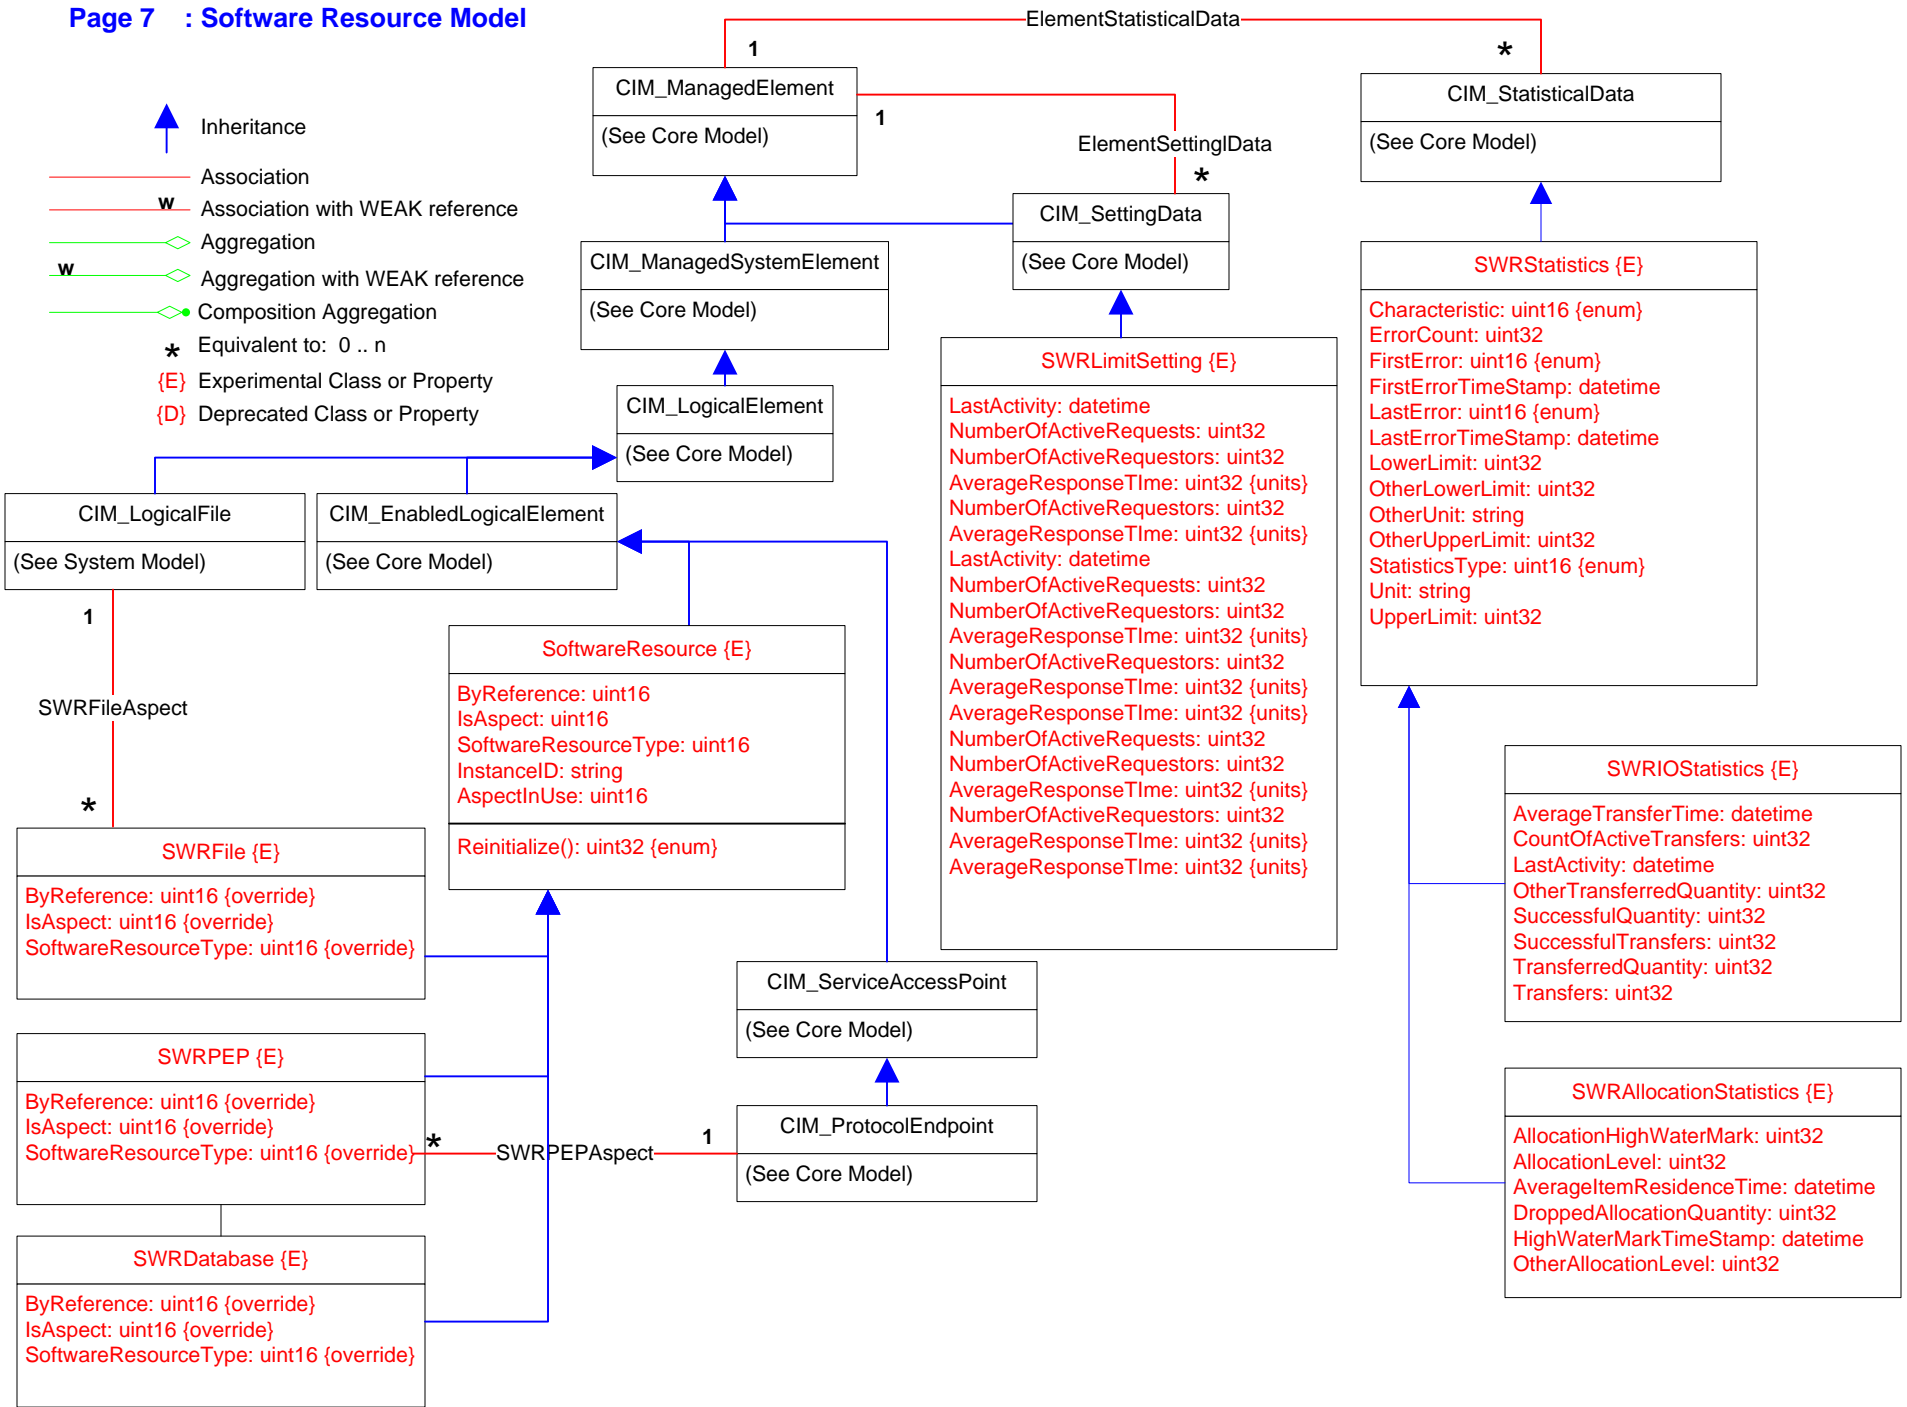 Page 7 : Software Resource Model
Inheritance
Association
w
Association with WEAK reference
Aggregation
w
Aggregation with WEAK reference
Composition Aggregation
* Equivalent to: 0 .. n
{E} Experimental Class or Property
{D} Deprecated Class or Property
ElementStatisticalData
1
*
CIM_ManagedElement
(See Core Model)
1
ElementSettinglData
*
CIM_StatisticalData
(See Core Model)
CIM_SettingData
(See Core Model)
CIM_ManagedSystemElement
(See Core Model)
CIM_LogicalElement
(See Core Model)
CIM_LogicalFile
(See System Model)
CIM_EnabledLogicalElement
(See Core Model)
1
SWRFileAspect
*
SoftwareResource {E}
ByReference: uint16
IsAspect: uint16
SoftwareResourceType: uint16
InstanceID: string
AspectInUse: uint16
Reinitialize(): uint32 {enum}
SWRLimitSetting {E}
LastActivity: datetime
NumberOfActiveRequests: uint32
NumberOfActiveRequestors: uint32
AverageResponseTIme: uint32 {units}
NumberOfActiveRequestors: uint32
AverageResponseTIme: uint32 {units}
LastActivity: datetime
NumberOfActiveRequests: uint32
NumberOfActiveRequestors: uint32
AverageResponseTIme: uint32 {units}
NumberOfActiveRequestors: uint32
AverageResponseTIme: uint32 {units}
AverageResponseTIme: uint32 {units}
NumberOfActiveRequests: uint32
NumberOfActiveRequestors: uint32
AverageResponseTIme: uint32 {units}
NumberOfActiveRequestors: uint32
AverageResponseTIme: uint32 {units}
AverageResponseTIme: uint32 {units}
SWRStatistics {E}
Characteristic: uint16 {enum}
ErrorCount: uint32
FirstError: uint16 {enum}
FirstErrorTimeStamp: datetime
LastError: uint16 {enum}
LastErrorTimeStamp: datetime
LowerLimit: uint32
OtherLowerLimit: uint32
OtherUnit: string
OtherUpperLimit: uint32
StatisticsType: uint16 {enum}
Unit: string
UpperLimit: uint32
SWRIOStatistics {E}
AverageTransferTime: datetime
CountOfActiveTransfers: uint32
LastActivity: datetime
OtherTransferredQuantity: uint32
SuccessfulQuantity: uint32
SuccessfulTransfers: uint32
TransferredQuantity: uint32
Transfers: uint32
SWRAllocationStatistics {E}
AllocationHighWaterMark: uint32
AllocationLevel: uint32
AverageItemResidenceTime: datetime
DroppedAllocationQuantity: uint32
HighWaterMarkTimeStamp: datetime
OtherAllocationLevel: uint32
SWRFile {E}
ByReference: uint16 {override}
IsAspect: uint16 {override}
SoftwareResourceType: uint16 {override}
SWRPEP {E}
ByReference: uint16 {override}
IsAspect: uint16 {override}
SoftwareResourceType: uint16 {override}
*
SWRPEPAspect
1
CIM_ServiceAccessPoint
(See Core Model)
CIM_ProtocolEndpoint
(See Core Model)
SWRDatabase {E}
ByReference: uint16 {override}
IsAspect: uint16 {override}
SoftwareResourceType: uint16 {override}